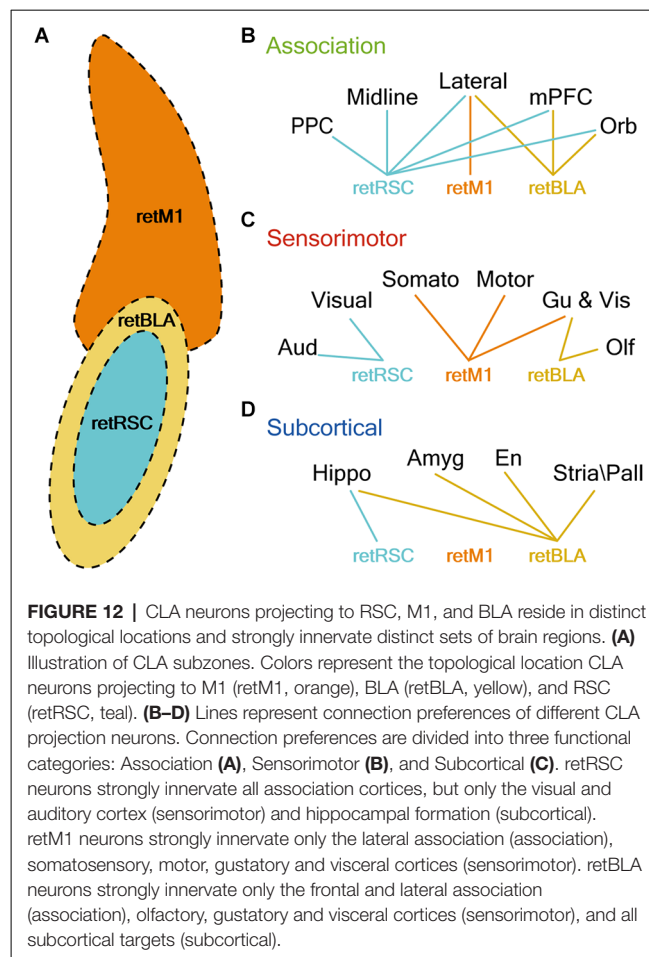 A
retM1
retBLA
retRSC
B
Association
Lateral
Midline
mPFC
PPC
Orb
retRSC
retM1
retBLA
C
Sensorimotor
Somato
Motor
Visual
Gu & Vis
Aud
Olf
retRSC
retM1
retBLA
D
Subcortical
Amyg
En
Hippo
Stria\Pall
retRSC
retM1
retBLA
FIGURE 12 | CLA neurons projecting to RSC, M1, and BLA reside in distinct
topological locations and strongly innervate distinct sets of brain regions. (A)
Illustration of CLA subzones. Colors represent the topological location CLA
neurons projecting to M1 (retM1, orange), BLA (retBLA, yellow), and RSC
(retRSC, teal). (B–D) Lines represent connection preferences of different CLA
projection neurons. Connection preferences are divided into three functional
categories: Association (A), Sensorimotor (B), and Subcortical (C). retRSC
neurons strongly innervate all association cortices, but only the visual and
auditory cortex (sensorimotor) and hippocampal formation (subcortical).
retM1 neurons strongly innervate only the lateral association (association),
somatosensory, motor, gustatory and visceral cortices (sensorimotor). retBLA
neurons strongly innervate only the frontal and lateral association
(association), olfactory, gustatory and visceral cortices (sensorimotor), and all
subcortical targets (subcortical).